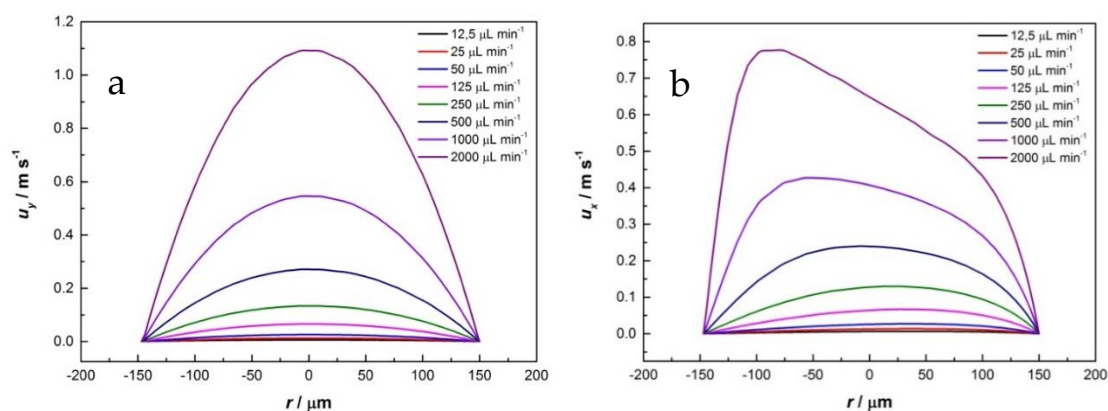 a
1.2
1.0
0.8
0.6
0.4
0.2
0.0
u_y / m s⁻¹
-200 -150 -100 -50 0 50 100 150 200
r / μm
12,5 μL min⁻¹
25 μL min⁻¹
50 μL min⁻¹
125 μL min⁻¹
250 μL min⁻¹
500 μL min⁻¹
1000 μL min⁻¹
2000 μL min⁻¹
b
0.8
0.7
0.6
0.5
0.4
0.3
0.2
0.1
0.0
u_x / m s⁻¹
-200 -150 -100 -50 0 50 100 150 200
r / μm
12,5 μL min⁻¹
25 μL min⁻¹
50 μL min⁻¹
125 μL min⁻¹
250 μL min⁻¹
500 μL min⁻¹
1000 μL min⁻¹
2000 μL min⁻¹